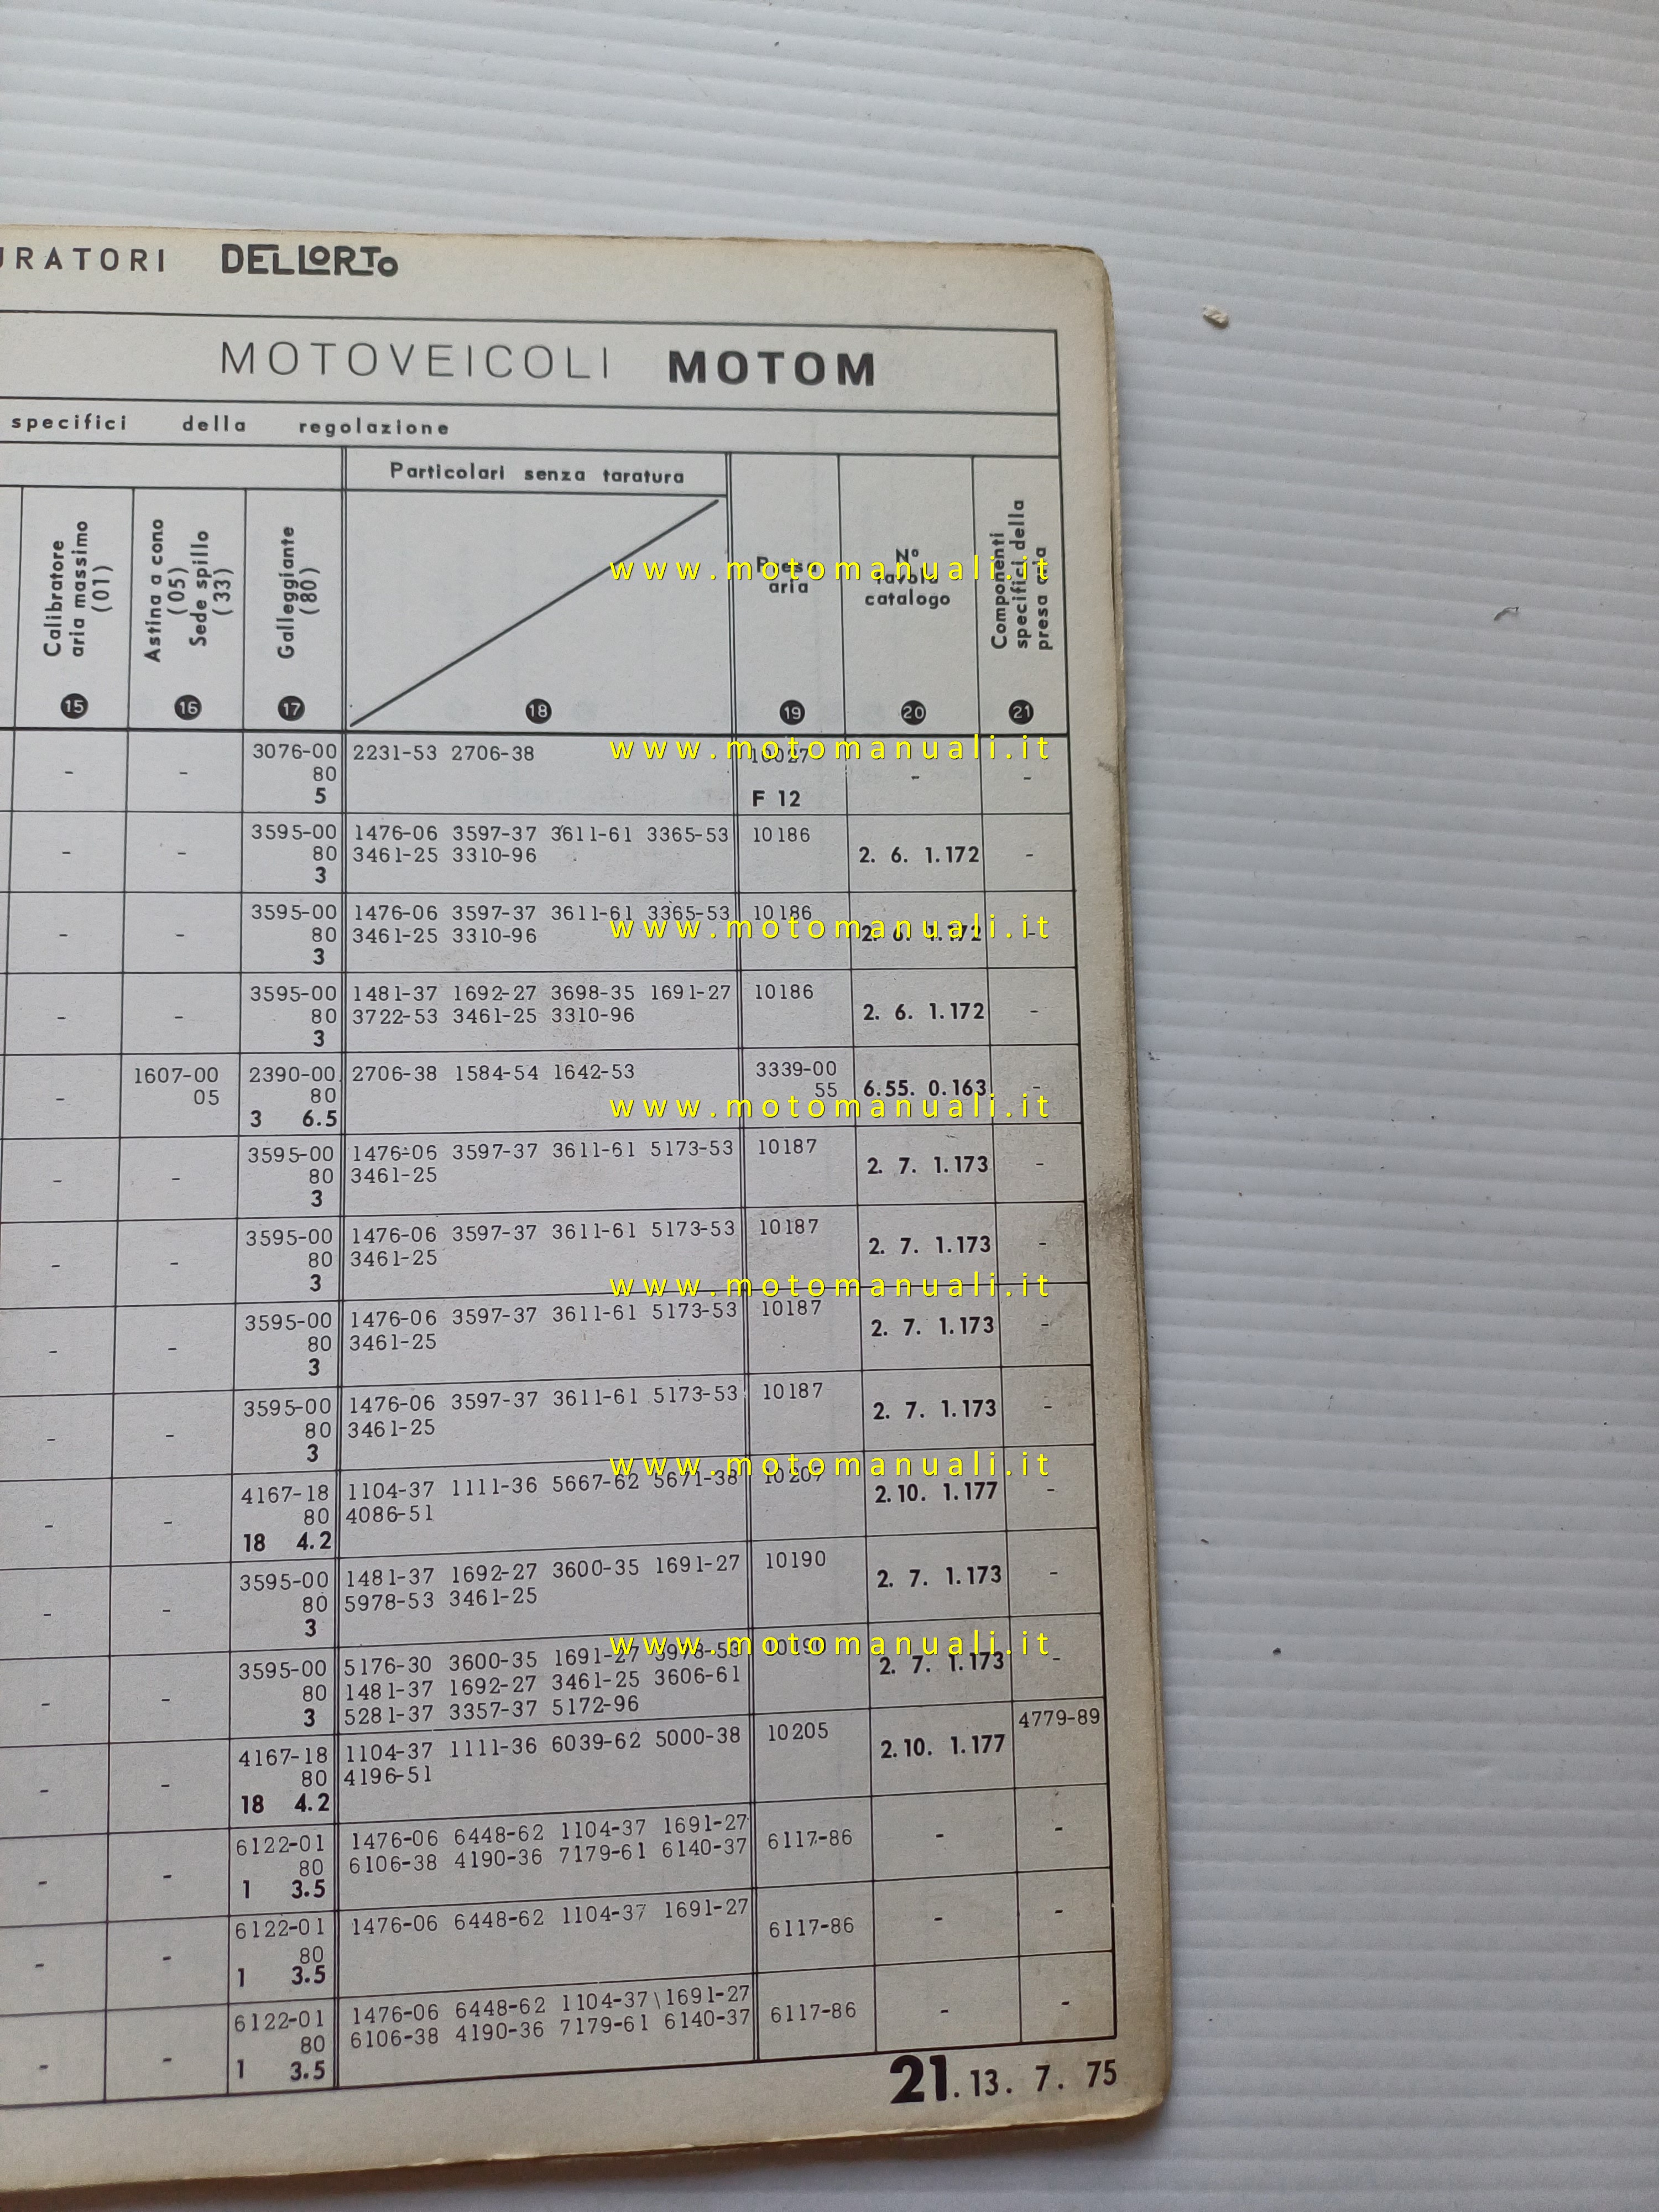 URATORI DELLORTO
MOTOVEICOLI MOTOM
specifici della regolazione
Particolari senza taratura
Calibratore
aria massimo
(01)
Astina a cono
(05)
Sede spillo
(33)
Galleggiante
(80)
Presa
aria
N°
tavola
catalogo
Componenti
specifici della
presa aria
www.motomanuali.it
15 16 17 18 19 20 21
www.motomanuali.it
3076-00 2231-53 2706-38 10027
- - 80 - -
5 F 12
3595-00 1476-06 3597-37 3611-61 3365-53 10186
- - 80 3461-25 3310-96 2. 6. 1.172 -
3
3595-00 1476-06 3597-37 3611-61 3365-53 10186
www.motomanuali.it
- - 80 3461-25 3310-96 2. 6. 1.172 -
3
3595-00 1481-37 1692-27 3698-35 1691-27 10186
- - 80 3722-53 3461-25 3310-96 2. 6. 1.172 -
3
1607-00 2390-00 2706-38 1584-54 1642-53 3339-00
- 05 80 55 6.55. 0.163 -
3 6.5
www.motomanuali.it
3595-00 1476-06 3597-37 3611-61 5173-53 10187
- - 80 3461-25 2. 7. 1.173 -
3
3595-00 1476-06 3597-37 3611-61 5173-53 10187
- - 80 3461-25 2. 7. 1.173 -
3
www.motomanuali.it
3595-00 1476-06 3597-37 3611-61 5173-53 10187
- - 80 3461-25 2. 7. 1.173 -
3
3595-00 1476-06 3597-37 3611-61 5173-53 10187
- - 80 3461-25 2. 7. 1.173 -
3
www.motomanuali.it
4167-18 1104-37 1111-36 5667-62 5671-38 10207
- - 80 4086-51 2.10. 1.177 -
18 4.2
3595-00 1481-37 1692-27 3600-35 1691-27 10190
- - 80 5978-53 3461-25 2. 7. 1.173 -
3
www.motomanuali.it
3595-00 5176-30 3600-35 1691-27 5978-53 10190
- - 80 1481-37 1692-27 3461-25 3606-61 2. 7. 1.173 -
3 5281-37 3357-37 5172-96
4167-18 1104-37 1111-36 6039-62 5000-38 10205 4779-89
- - 80 4196-51 2.10. 1.177
18 4.2
6122-01 1476-06 6448-62 1104-37 1691-27
- - 80 6106-38 4190-36 7179-61 6140-37 6117-86 - -
1 3.5
6122-01 1476-06 6448-62 1104-37 1691-27
- - 80 6117-86 - -
1 3.5
6122-01 1476-06 6448-62 1104-37 1691-27
- - 80 6106-38 4190-36 7179-61 6140-37 6117-86 - -
1 3.5
21. 13. 7. 75